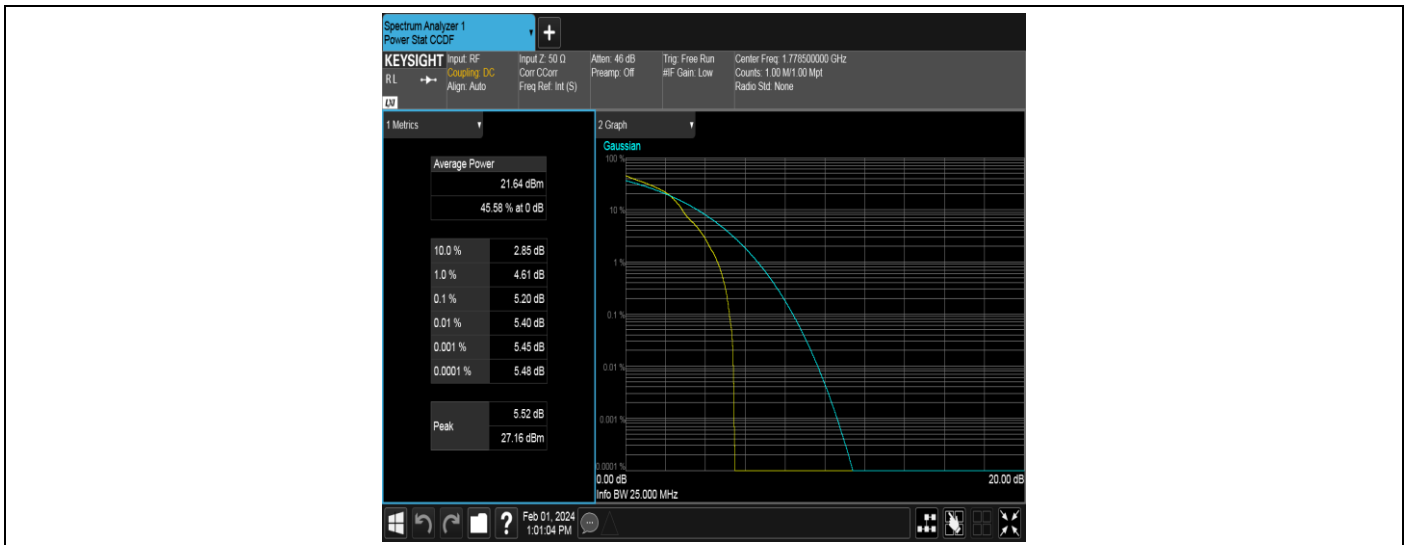 Spectrum Analyzer 1
Power Stat CCDF
+
KEYSIGHT
RL
LXI
Input: RF
Coupling: DC
Align: Auto
Input Z: 50 Ω
Corr CCorr
Freq Ref: Int (S)
Atten: 46 dB
Preamp: Off
Trig: Free Run
#IF Gain: Low
Center Freq: 1.778500000 GHz
Counts: 1.00 M/1.00 Mpt
Radio Std: None
1 Metrics
Average Power
21.64 dBm
45.58 % at 0 dB
10.0 % 2.85 dB
1.0 % 4.61 dB
0.1 % 5.20 dB
0.01 % 5.40 dB
0.001 % 5.45 dB
0.0001 % 5.48 dB
Peak
5.52 dB
27.16 dBm
2 Graph
Gaussian
100 %
10 %
1 %
0.1 %
0.01 %
0.001 %
0.0001 %
0.00 dB 20.00 dB
Info BW 25.000 MHz
?
Feb 01, 2024
1:01:04 PM